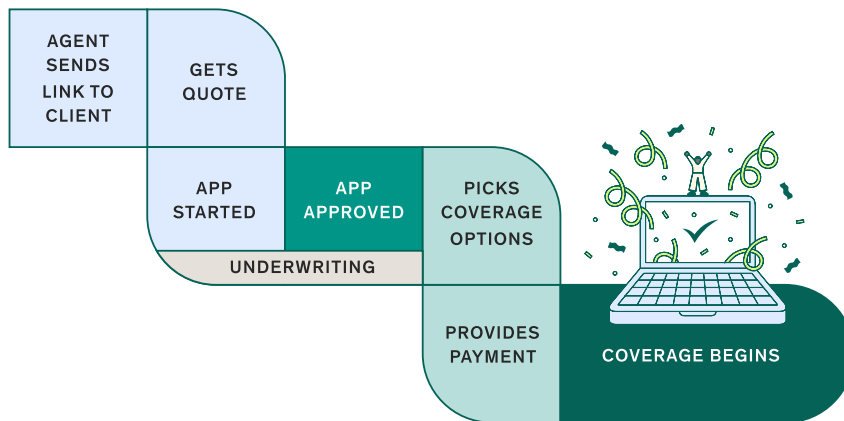 AGENT
SENDS
LINK TO
CLIENT
GETS
QUOTE
APP
STARTED
APP
APPROVED
PICKS
COVERAGE
OPTIONS
UNDERWRITING
PROVIDES
PAYMENT
COVERAGE BEGINS